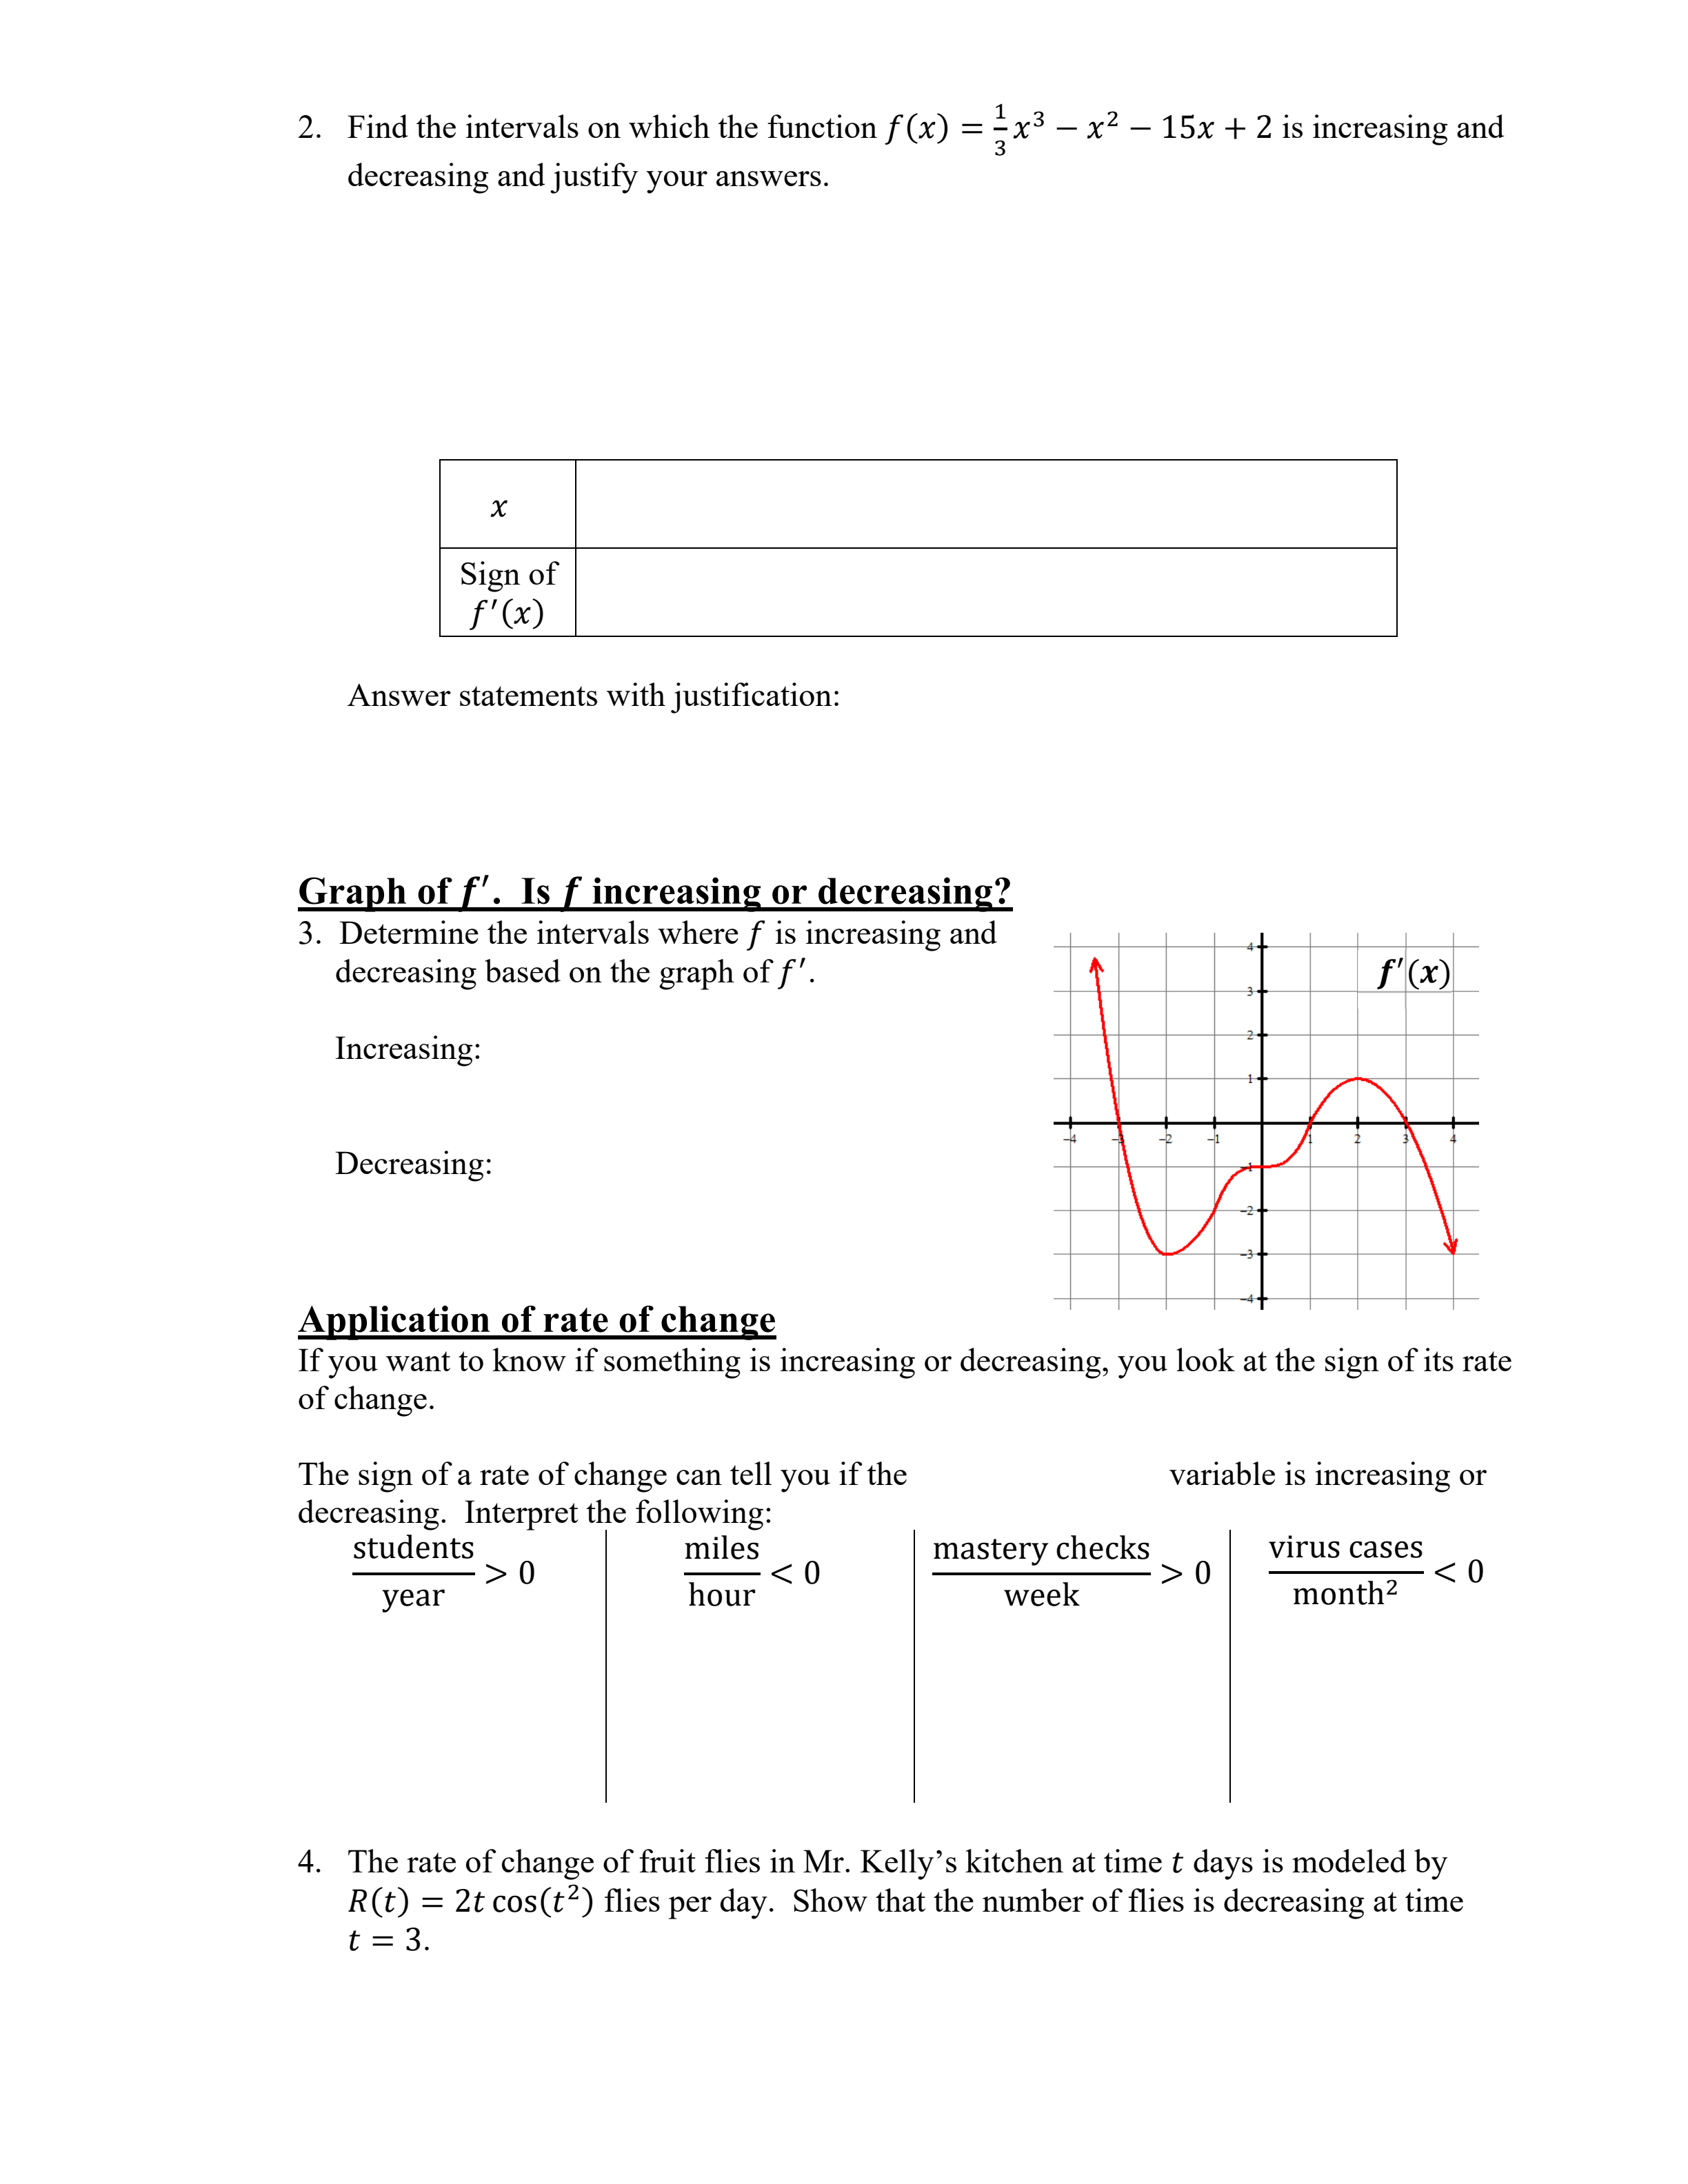 2. Find the intervals on which the function f(x) = 1/3 x³ − x² − 15x + 2 is increasing and
decreasing and justify your answers.
x
Sign of
f′(x)
Answer statements with justification:
Graph of f′. Is f increasing or decreasing?
3. Determine the intervals where f is increasing and
decreasing based on the graph of f′.
Increasing:
Decreasing:
f′(x)
4
3
2
1
−4 −3 −2 −1 1 2 3 4
−1
−2
−3
−4
Application of rate of change
If you want to know if something is increasing or decreasing, you look at the sign of its rate
of change.
The sign of a rate of change can tell you if the variable is increasing or
decreasing. Interpret the following:
students/year > 0 miles/hour < 0 mastery checks/week > 0 virus cases/month² < 0
4. The rate of change of fruit flies in Mr. Kelly’s kitchen at time t days is modeled by
R(t) = 2t cos(t²) flies per day. Show that the number of flies is decreasing at time
t = 3.